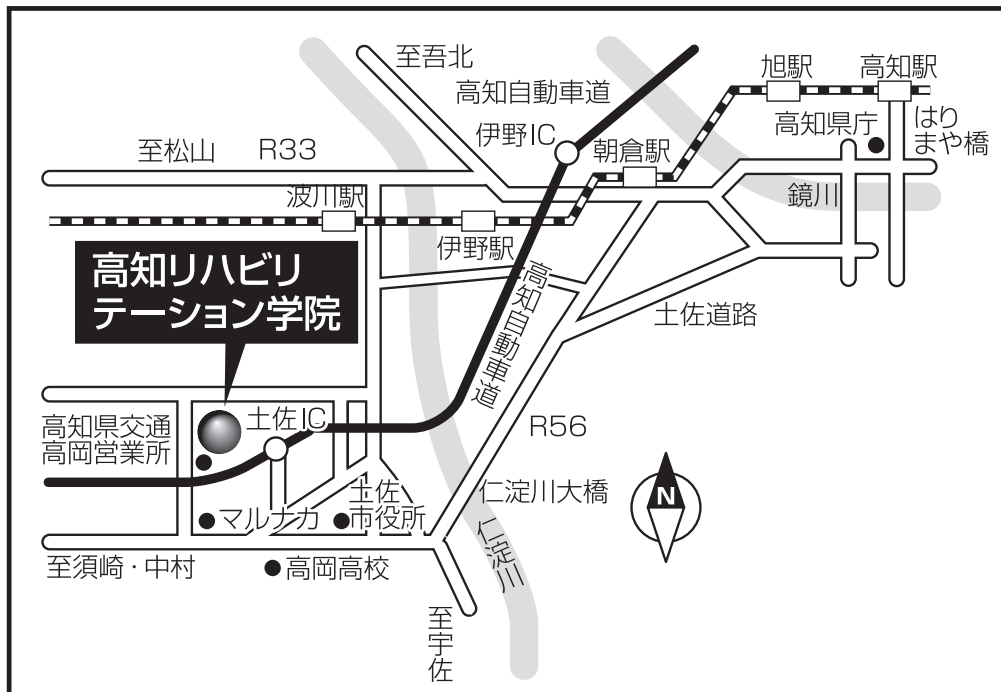 至吾北
高知自動車道
旭駅
高知駅
伊野IC
高知県庁
はり
まや橋
至松山 R33
朝倉駅
波川駅
鏡川
伊野駅
高知リハビリ
テーション学院
高知自動車道
土佐道路
高知県交通
高岡営業所
土佐IC
R56
土佐
市役所
仁淀川大橋
N
マルナカ
仁淀川
至須崎・中村
高岡高校
至宇佐